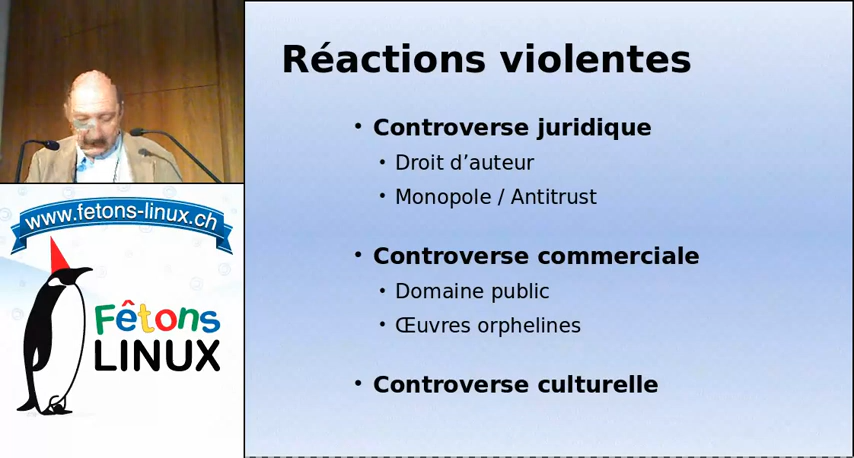 Réactions violentes
• Controverse juridique
• Droit d’auteur
• Monopole / Antitrust
• Controverse commerciale
• Domaine public
• Œuvres orphelines
• Controverse culturelle
www.fetons-linux.ch
Fêtons
LINUX